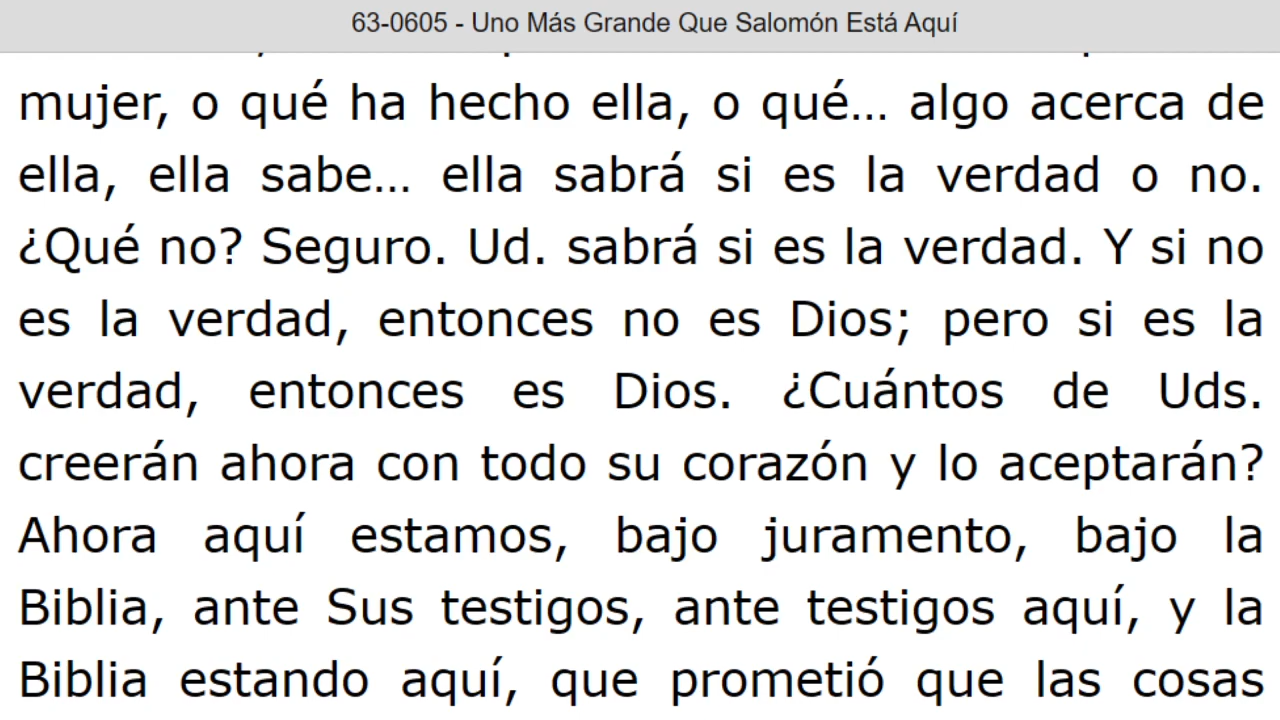 63-0605 - Uno Más Grande Que Salomón Está Aquí
mujer, o qué ha hecho ella, o qué… algo acerca de
ella, ella sabe… ella sabrá si es la verdad o no.
¿Qué no? Seguro. Ud. sabrá si es la verdad. Y si no
es la verdad, entonces no es Dios; pero si es la
verdad, entonces es Dios. ¿Cuántos de Uds.
creerán ahora con todo su corazón y lo aceptarán?
Ahora aquí estamos, bajo juramento, bajo la
Biblia, ante Sus testigos, ante testigos aquí, y la
Biblia estando aquí, que prometió que las cosas